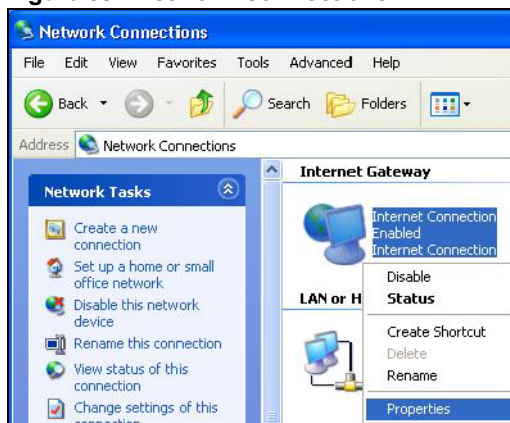 Network Connections
File Edit View Favorites Tools Advanced Help
Back Search Folders
Address Network Connections
Network Tasks
Create a new
connection
Set up a home or small
office network
Disable this network
device
Rename this connection
View status of this
connection
Change settings of this
Internet Gateway
Internet Connection
Enabled
Internet Connection
Disable
Status
LAN or H
Create Shortcut
Delete
Rename
Properties